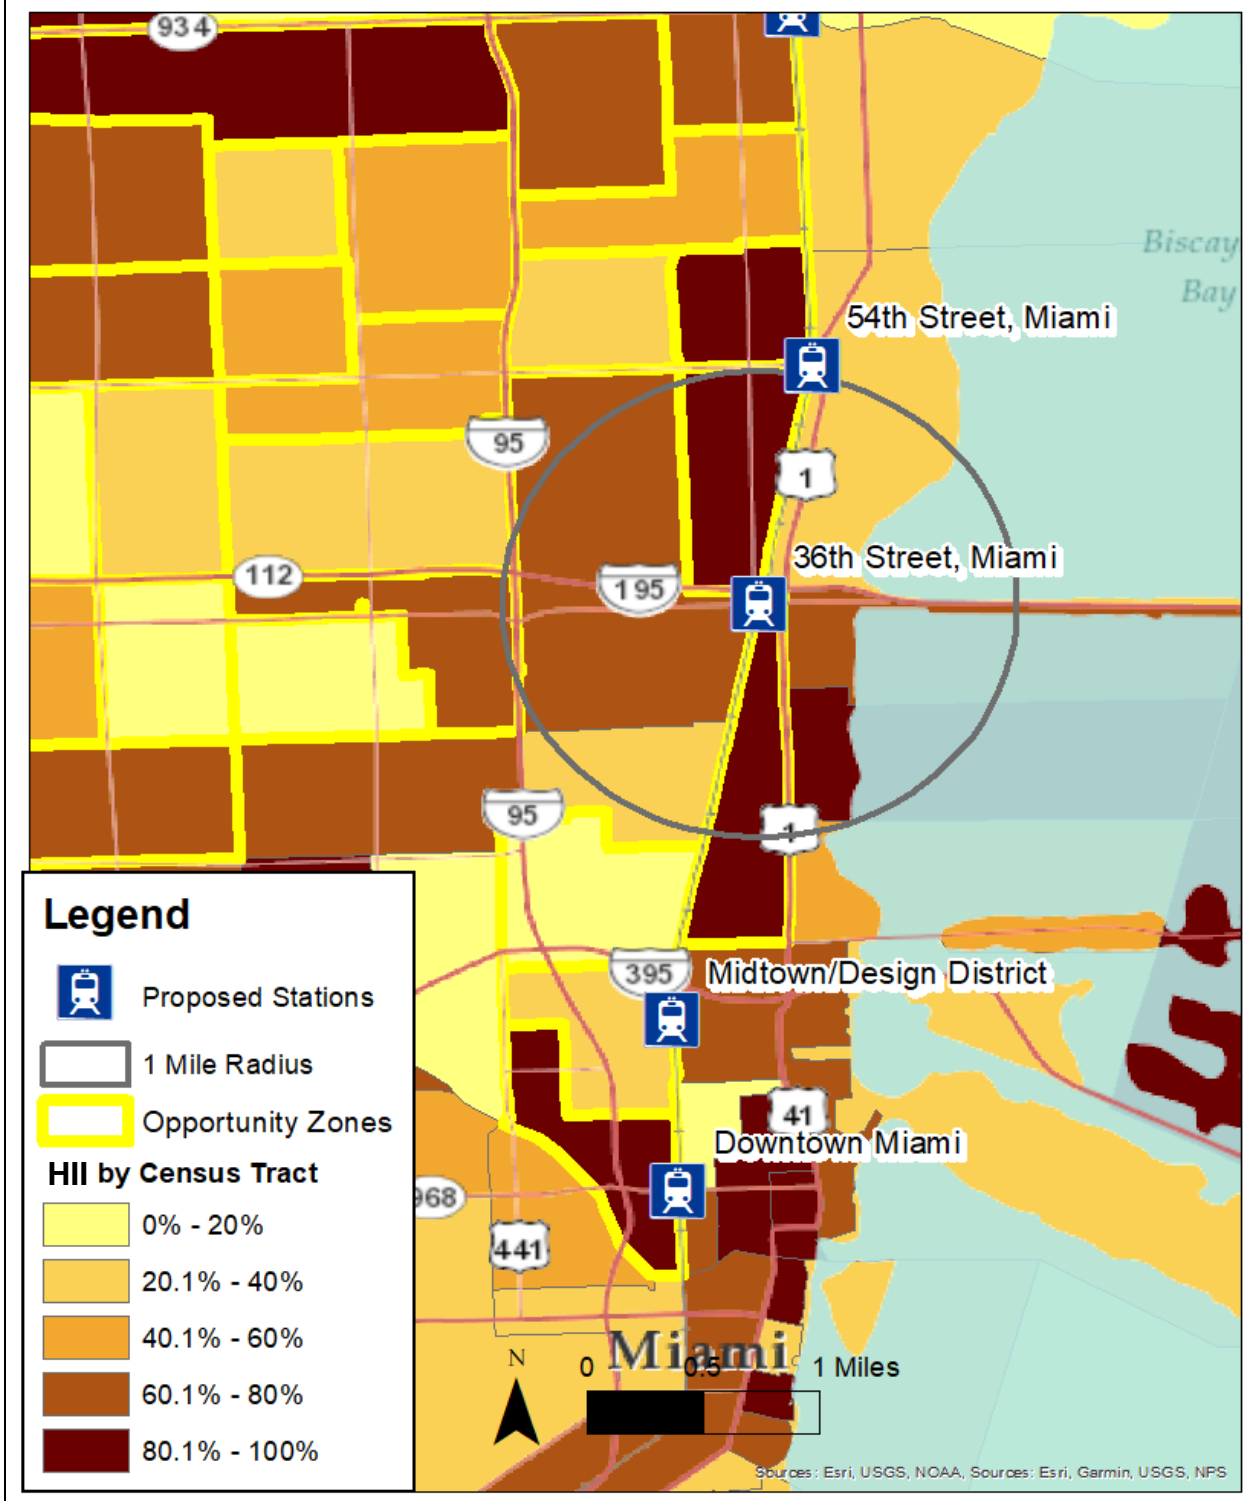 934
Biscay
Bay
54th Street, Miami
95
1
36th Street, Miami
112
195
95
1
Legend
395
Midtown/Design District
Proposed Stations
1 Mile Radius
Opportunity Zones
41
Downtown Miami
HII by Census Tract
968
0% - 20%
441
20.1% - 40%
40.1% - 60%
Miami
N
0
0.5
1 Miles
60.1% - 80%
80.1% - 100%
Sources: Esri, USGS, NOAA, Sources: Esri, Garmin, USGS, NPS